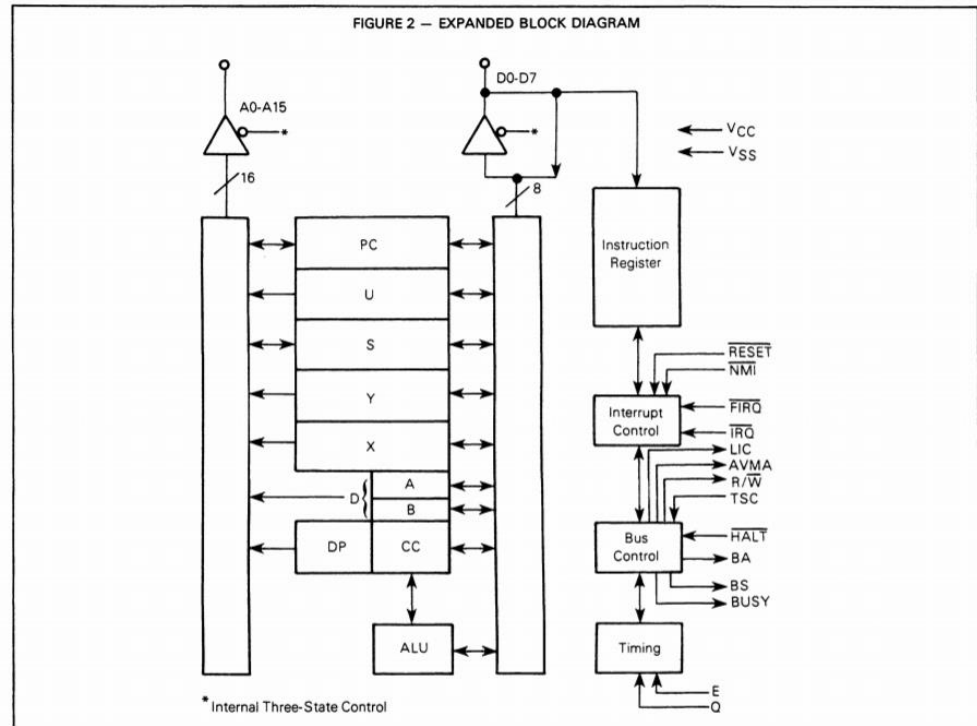 FIGURE 2 — EXPANDED BLOCK DIAGRAM
A0-A15
D0-D7
*
*
VCC
VSS
16
8
PC
U
S
Y
X
D{
A
B
DP
CC
ALU
Instruction
Register
RESET
NMI
Interrupt
Control
FIRQ
IRQ
LIC
AVMA
R/W
TSC
Bus
Control
HALT
BA
BS
BUSY
Timing
E
Q
* Internal Three-State Control